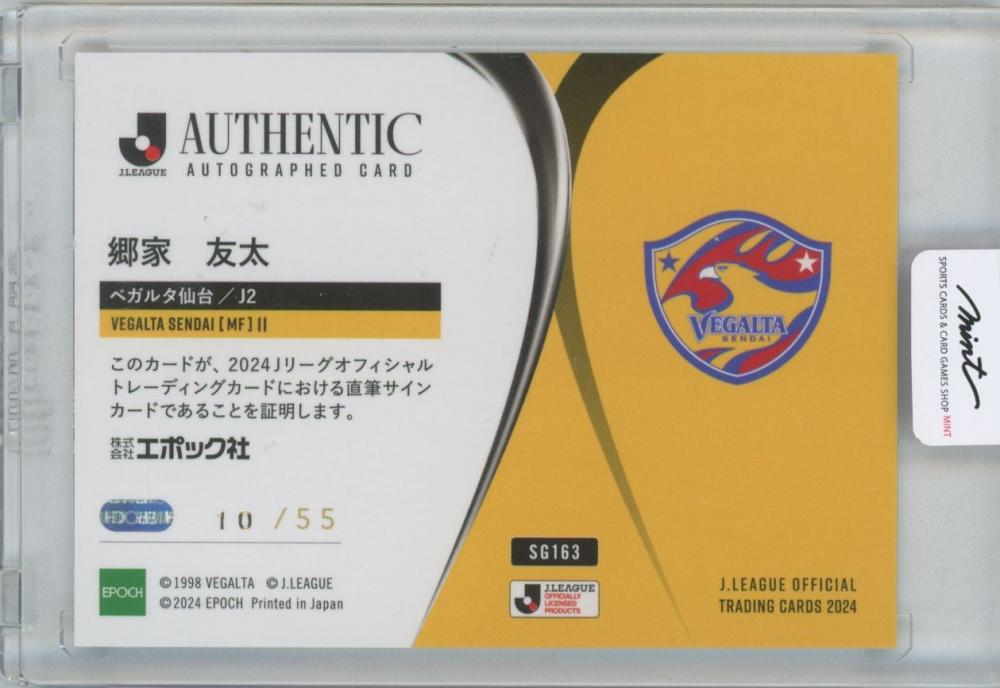 J.LEAGUE
AUTHENTIC
AUTOGRAPHED CARD
郷家　友太
ベガルタ仙台／J2
VEGALTA SENDAI [MF] 11
このカードが、2024Jリーグオフィシャル
トレーディングカードにおける直筆サイン
カードであることを証明します。
株式会社エポック社
10 /55
EPOCH
©1998 VEGALTA ©J.LEAGUE
©2024 EPOCH Printed in Japan
VEGALTA
SENDAI
SG163
J.LEAGUE
OFFICIALLY
LICENSED
PRODUCTS
J.LEAGUE OFFICIAL
TRADING CARDS 2024
mint
SPORTS CARDS & CARD GAMES SHOP MINT